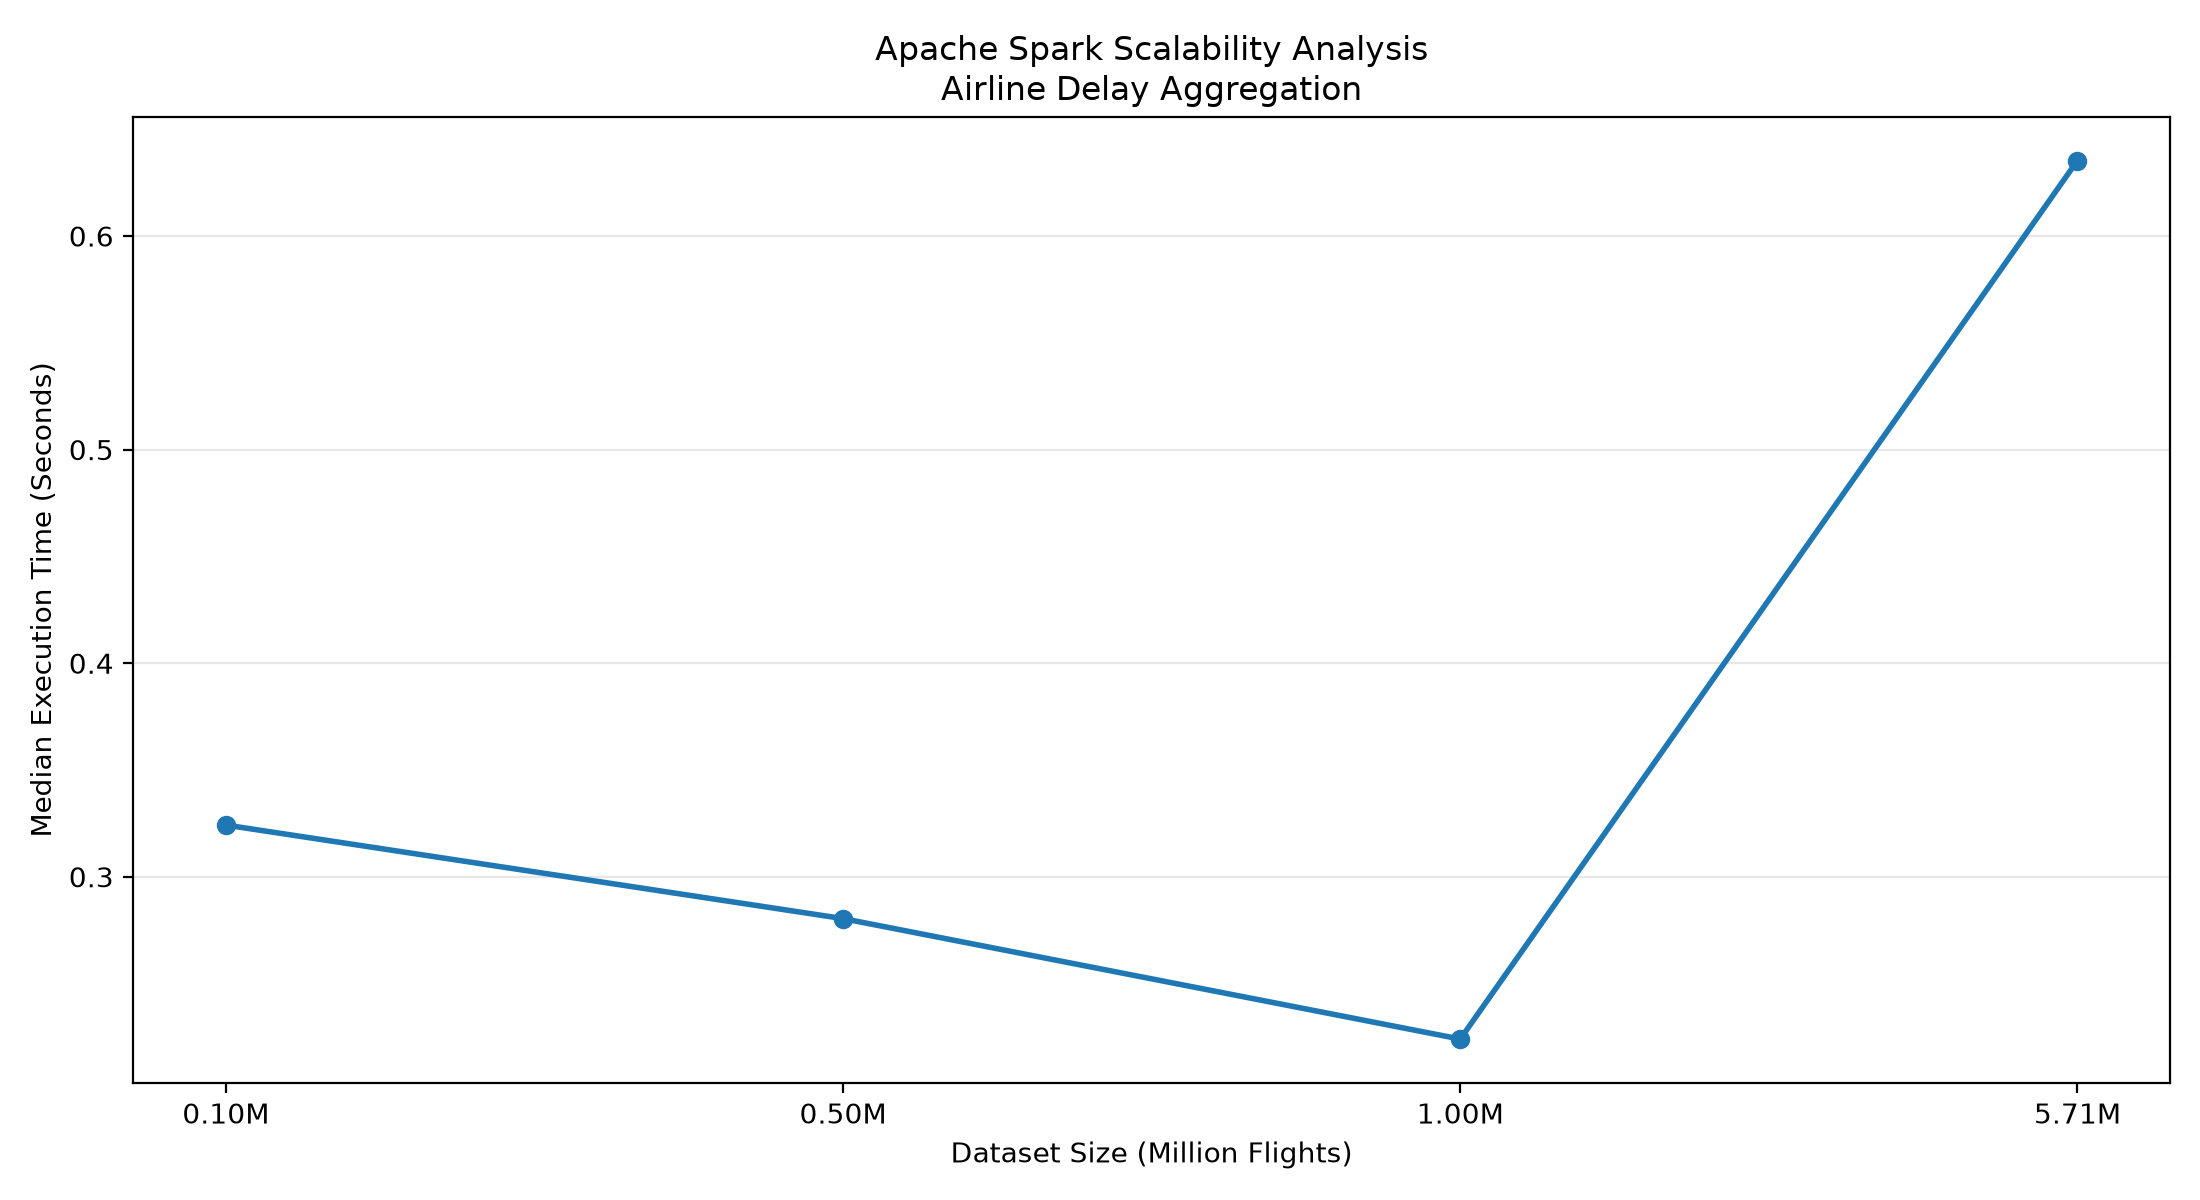 Apache Spark Scalability Analysis
Airline Delay Aggregation
Median Execution Time (Seconds)
0.6
0.5
0.4
0.3
0.10M
0.50M
1.00M
5.71M
Dataset Size (Million Flights)